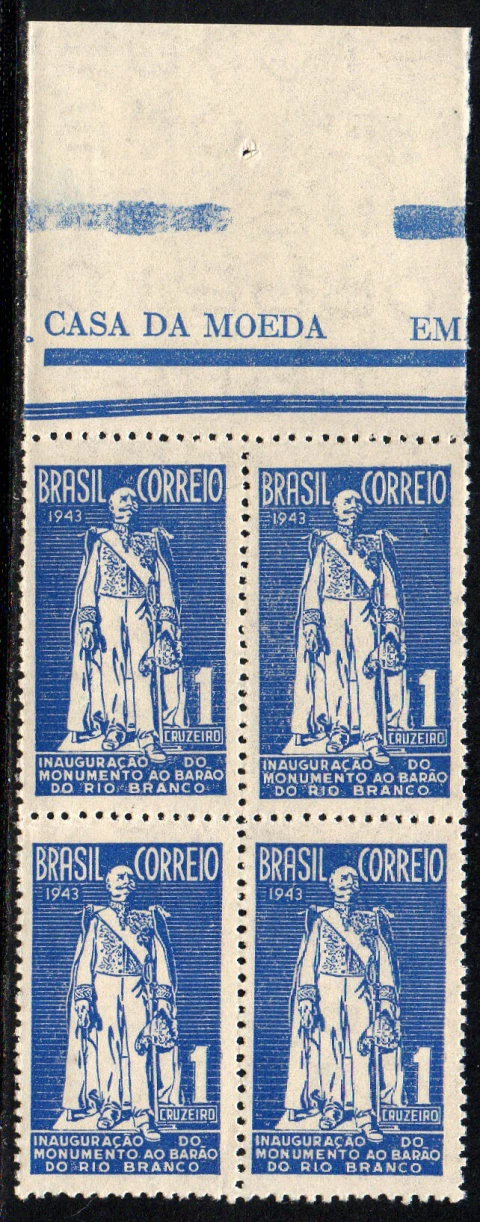 . CASA DA MOEDA EM
BRASIL CORREIO
1943
1
CRUZEIRO
INAUGURAÇÃO DO
MONUMENTO AO BARÃO
DO RIO BRANCO
BRASIL CORREIO
1943
1
CRUZEIRO
INAUGURAÇÃO DO
MONUMENTO AO BARÃO
DO RIO BRANCO
BRASIL CORREIO
1943
1
CRUZEIRO
INAUGURAÇÃO DO
MONUMENTO AO BARÃO
DO RIO BRANCO
BRASIL CORREIO
1943
1
CRUZEIRO
INAUGURAÇÃO DO
MONUMENTO AO BARÃO
DO RIO BRANCO